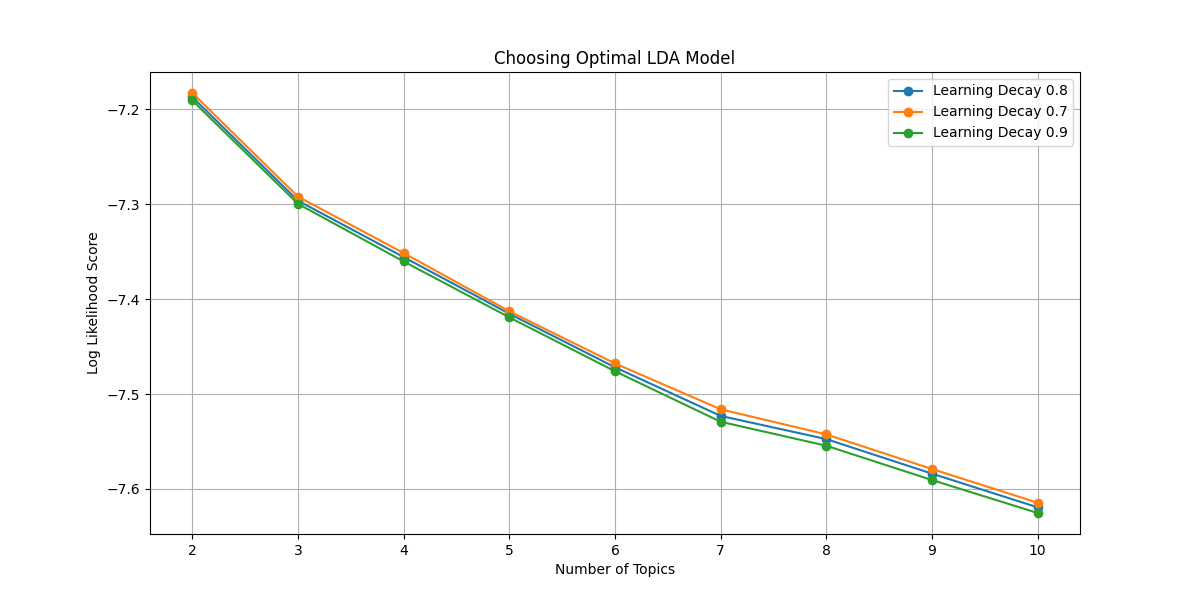 Choosing Optimal LDA Model
Learning Decay 0.8
Learning Decay 0.7
Learning Decay 0.9
Log Likelihood Score
−7.2
−7.3
−7.4
−7.5
−7.6
2 3 4 5 6 7 8 9 10
Number of Topics